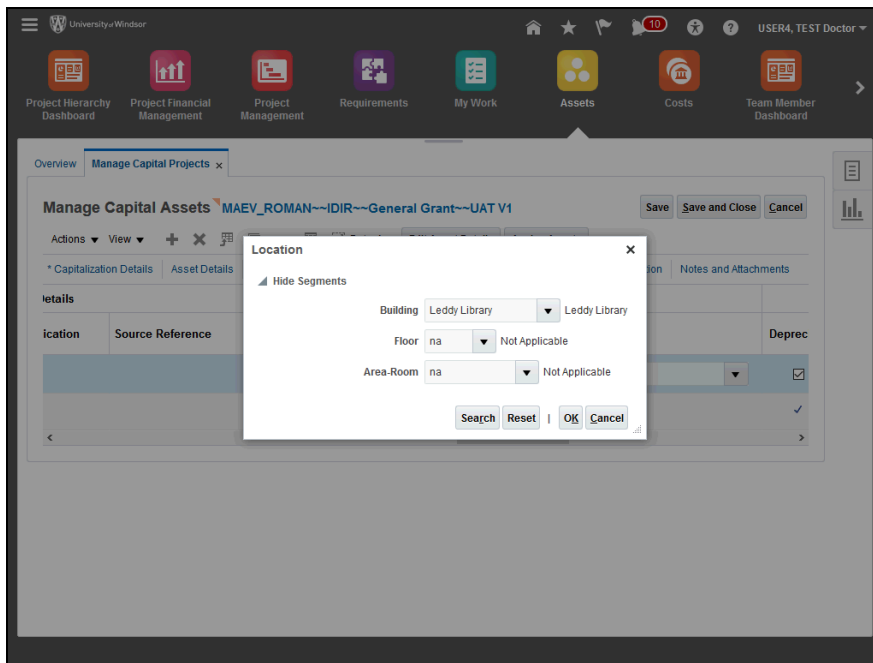 University of Windsor
10
USER4, TEST Doctor
Project Hierarchy Dashboard
Project Financial Management
Project Management
Requirements
My Work
Assets
Costs
Team Member Dashboard
Overview
Manage Capital Projects x
Manage Capital Assets MAEV_ROMAN~~IDIR~~General Grant~~UAT V1
Save
Save and Close
Cancel
Actions
View
* Capitalization Details
Asset Details
Notes and Attachments
ication
Source Reference
Deprec
Location
Hide Segments
Building Leddy Library Leddy Library
Floor na Not Applicable
Area-Room na Not Applicable
Search Reset | OK Cancel